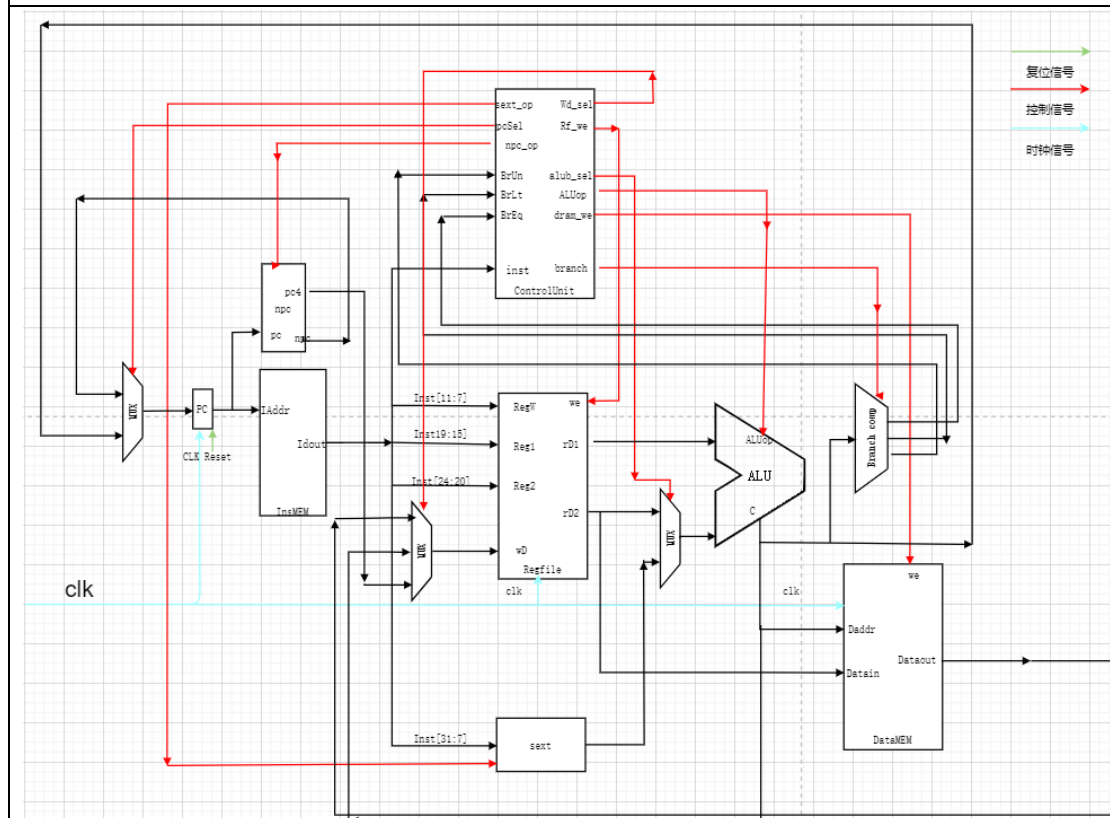 复位信号
控制信号
时钟信号
sext_op
Wd_sel
pcSel
Rf_we
npc_op
BrUn
alub_sel
BrLt
ALUop
BrEq
dram_we
inst
branch
ControlUnit
pc4
npc
pc
npc
MUX
PC
CLK Reset
IAddr
Idout
InsMEM
Inst[11:7]
Inst19:15]
Inst[24:20]
RegW
we
Reg1
rD1
Reg2
rD2
wD
Regfile
MUX
MUX
ALUop
ALU
C
Branch comp
clk
clk
clk
we
Daddr
Datain
Dataout
DataMEM
Inst[31:7]
sext